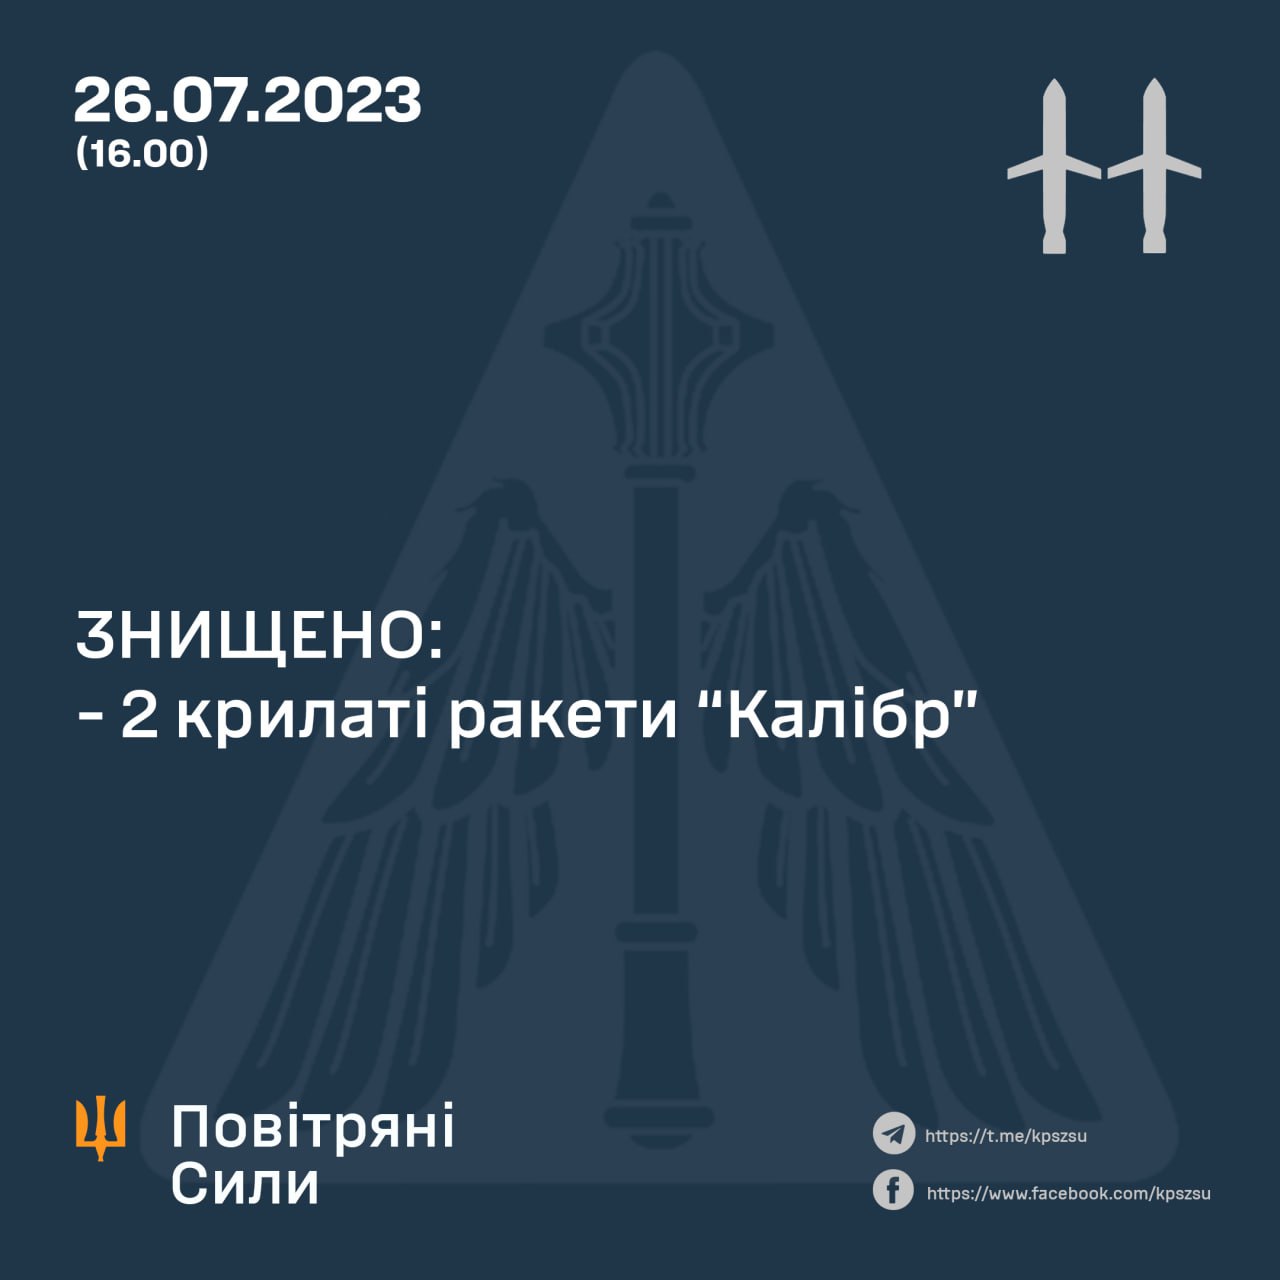 26.07.2023
(16.00)
ЗНИЩЕНО:
- 2 крилаті ракети “Калібр”
Повітряні
Сили
https://t.me/kpszsu
https://www.facebook.com/kpszsu